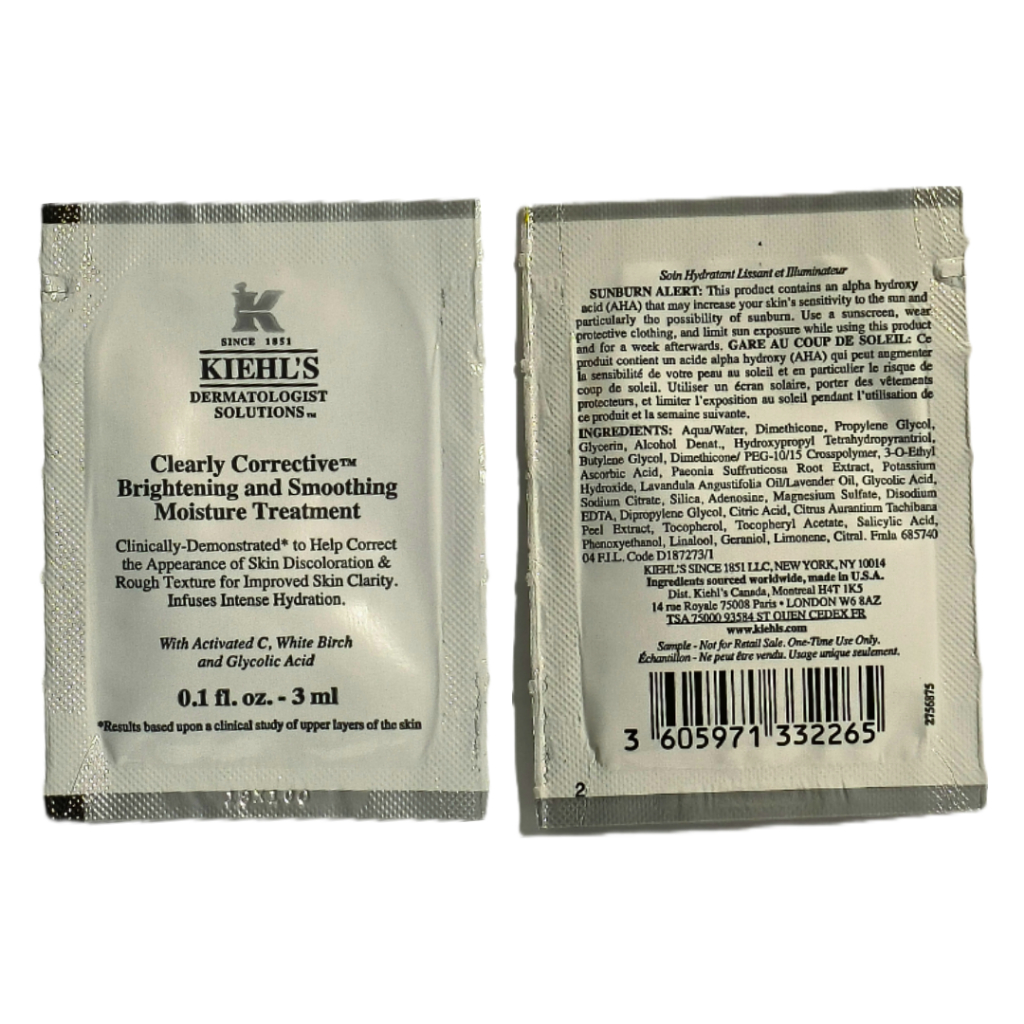 K
SINCE 1851
KIEHL'S
DERMATOLOGIST
SOLUTIONS™
Clearly Corrective™
Brightening and Smoothing
Moisture Treatment
Clinically-Demonstrated* to Help Correct
the Appearance of Skin Discoloration &
Rough Texture for Improved Skin Clarity.
Infuses Intense Hydration.
With Activated C, White Birch
and Glycolic Acid
0.1 fl. oz. - 3 ml
*Results based upon a clinical study of upper layers of the skin
Soin Hydratant Lissant et Illuminateur
SUNBURN ALERT: This product contains an alpha hydroxy
acid (AHA) that may increase your skin's sensitivity to the sun and
particularly the possibility of sunburn. Use a sunscreen, wear
protective clothing, and limit sun exposure while using this product
and for a week afterwards. GARE AU COUP DE SOLEIL: Ce
produit contient un acide alpha hydroxy (AHA) qui peut augmenter
la sensibilité de votre peau au soleil et en particulier le risque de
coup de soleil. Utiliser un écran solaire, porter des vêtements
protecteurs, et limiter l'exposition au soleil pendant l'utilisation de
ce produit et la semaine suivante.
INGREDIENTS: Aqua/Water, Dimethicone, Propylene Glycol,
Glycerin, Alcohol Denat., Hydroxypropyl Tetrahydropyrantriol,
Butylene Glycol, Dimethicone/ PEG-10/15 Crosspolymer, 3-O-Ethyl
Ascorbic Acid, Paeonia Suffruticosa Root Extract, Potassium
Hydroxide, Lavandula Angustifolia Oil/Lavender Oil, Glycolic Acid,
Sodium Citrate, Silica, Adenosine, Magnesium Sulfate, Disodium
EDTA, Dipropylene Glycol, Citric Acid, Citrus Aurantium Tachibana
Peel Extract, Tocopherol, Tocopheryl Acetate, Salicylic Acid,
Phenoxyethanol, Linalool, Geraniol, Limonene, Citral. Fmla 685740
04 F.I.L. Code D187273/1
KIEHL'S SINCE 1851 LLC, NEW YORK, NY 10014
Ingredients sourced worldwide, made in U.S.A.
Dist. Kiehl's Canada, Montreal H4T 1K5
14 rue Royale 75008 Paris • LONDON W6 8AZ
TSA 75000 93584 ST OUEN CEDEX FR
www.kiehls.com
Sample - Not for Retail Sale. One-Time Use Only.
Échantillon - Ne peut être vendu. Usage unique seulement.
2756875
3 605971 332265
2